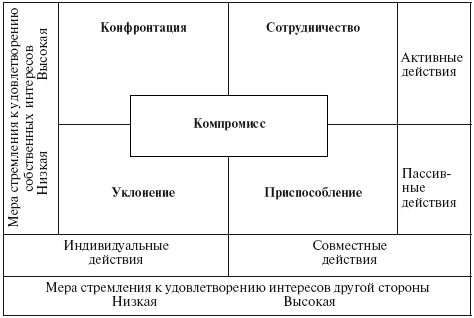 Мера стремления к удовлетворению
собственных интересов
Низкая Высокая
Конфронтация
Сотрудничество
Активные
действия
Компромисс
Уклонение
Приспособление
Пассив-
ные
действия
Индивидуальные
действия
Совместные
действия
Мера стремления к удовлетворению интересов другой стороны
Низкая Высокая